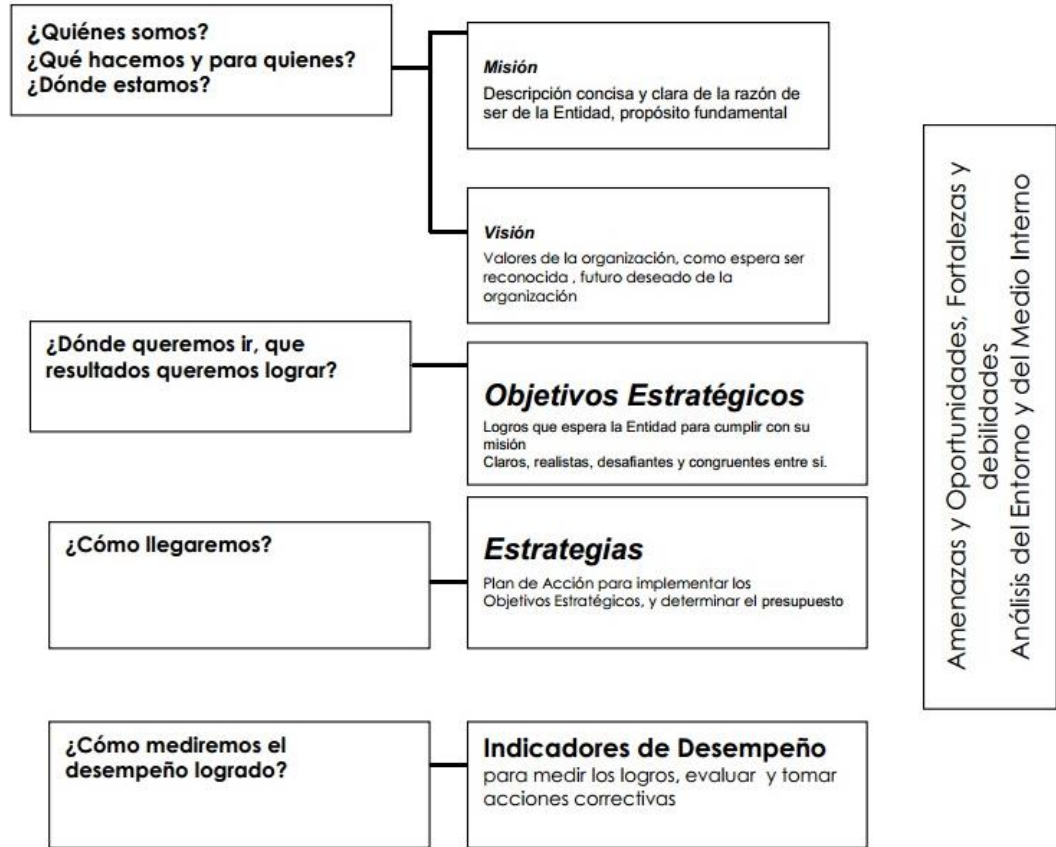 ¿Quiénes somos?
¿Qué hacemos y para quienes?
¿Dónde estamos?
Misión
Descripción concisa y clara de la razón de
ser de la Entidad, propósito fundamental
Visión
Valores de la organización, como espera ser
reconocida , futuro deseado de la
organización
¿Dónde queremos ir, que
resultados queremos lograr?
Objetivos Estratégicos
Logros que espera la Entidad para cumplir con su
misión
Claros, realistas, desafiantes y congruentes entre sí.
¿Cómo llegaremos?
Estrategias
Plan de Acción para implementar los
Objetivos Estratégicos, y determinar el presupuesto
¿Cómo mediremos el
desempeño logrado?
Indicadores de Desempeño
para medir los logros, evaluar y tomar
acciones correctivas
Amenazas y Oportunidades, Fortalezas y
debilidades
Análisis del Entorno y del Medio Interno